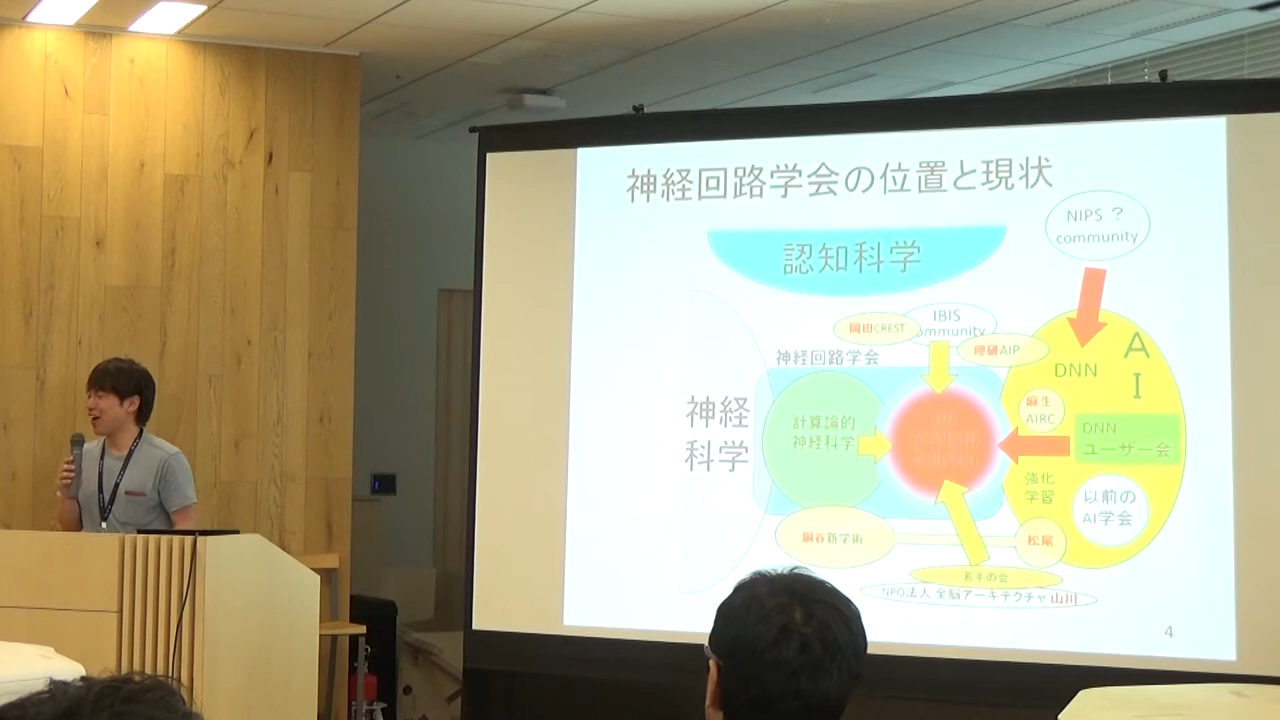 神経回路学会の位置と現状
NIPS ?
community
認知科学
岡田CREST
IBIS
ommunity
理研AIP
神経回路学会
DNN
A
I
神経
科学
計算論的
神経科学
麻生
AIRC
DNN
ユーザー会
強化
学習
以前の
AI学会
銅谷新学術
松尾
若手の会
NPO法人 全脳アーキテクチャ 山川
4